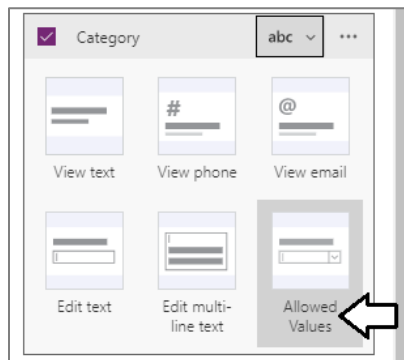 Category abc ...
#
@
View text View phone View email
Edit text Edit multi- Allowed
line text Values